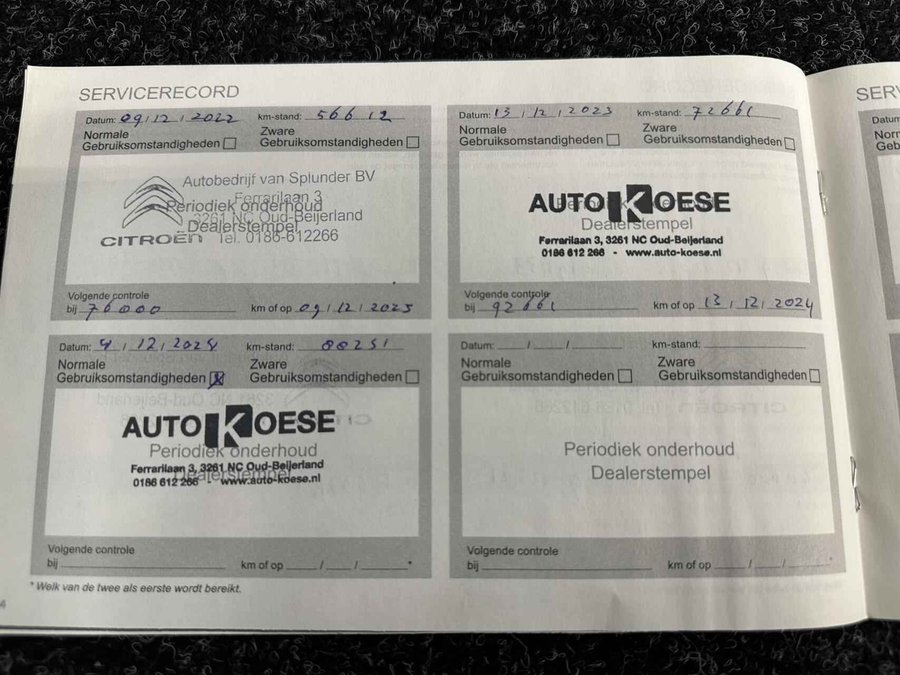 SERVICERECORD
Datum: 09/12/2022 km-stand: 56612
Normale
Gebruiksomstandigheden
Zware
Gebruiksomstandigheden
Autobedrijf van Splunder BV
Ferrarilaan 3
Periodiek onderhoud
3261 NC Oud-Beijerland
Dealerstempel
CITROËN Tel. 0186-612266
Volgende controle
bij 76000 km of op 09/12/2023
Datum: 13/12/2023 km-stand: 72661
Normale
Gebruiksomstandigheden
Zware
Gebruiksomstandigheden
AUTO KOESE
Periodiek onderhoud
Dealerstempel
Ferrarilaan 3, 3261 NC Oud-Beijerland
0186 612 266 - www.auto-koese.nl
Volgende controle
bij 92661 km of op 13/12/2024
Datum: 4/12/2024 km-stand: 80251
Normale
Gebruiksomstandigheden X
Zware
Gebruiksomstandigheden
AUTO KOESE
Periodiek onderhoud
Ferrarilaan 3, 3261 NC Oud-Beijerland
Dealerstempel
0186 612 266 - www.auto-koese.nl
Volgende controle
bij km of op / / *
Datum: / / km-stand:
Normale
Gebruiksomstandigheden
Zware
Gebruiksomstandigheden
Periodiek onderhoud
Dealerstempel
Volgende controle
bij km of op / / *
* Welk van de twee als eerste wordt bereikt.